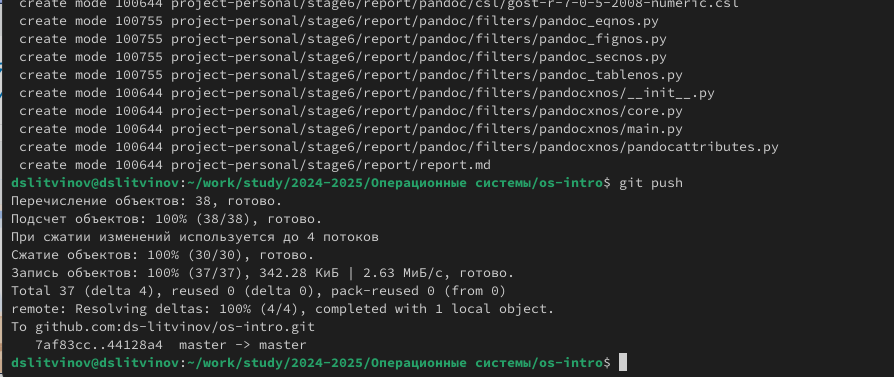 create mode 100644 project-personal/stage6/report/pandoc/csl/gost-r-7-0-5-2008-numeric.csl
create mode 100755 project-personal/stage6/report/pandoc/filters/pandoc_eqnos.py
create mode 100755 project-personal/stage6/report/pandoc/filters/pandoc_fignos.py
create mode 100755 project-personal/stage6/report/pandoc/filters/pandoc_secnos.py
create mode 100755 project-personal/stage6/report/pandoc/filters/pandoc_tablenos.py
create mode 100644 project-personal/stage6/report/pandoc/filters/pandocxnos/__init__.py
create mode 100644 project-personal/stage6/report/pandoc/filters/pandocxnos/core.py
create mode 100644 project-personal/stage6/report/pandoc/filters/pandocxnos/main.py
create mode 100644 project-personal/stage6/report/pandoc/filters/pandocxnos/pandocattributes.py
create mode 100644 project-personal/stage6/report/report.md
dslitvinov@dslitvinov:~/work/study/2024-2025/Операционные системы/os-intro$ git push
Перечисление объектов: 38, готово.
Подсчет объектов: 100% (38/38), готово.
При сжатии изменений используется до 4 потоков
Сжатие объектов: 100% (30/30), готово.
Запись объектов: 100% (37/37), 342.28 КиБ | 2.63 МиБ/с, готово.
Total 37 (delta 4), reused 0 (delta 0), pack-reused 0 (from 0)
remote: Resolving deltas: 100% (4/4), completed with 1 local object.
To github.com:ds-litvinov/os-intro.git
7af83cc..44128a4  master -> master
dslitvinov@dslitvinov:~/work/study/2024-2025/Операционные системы/os-intro$